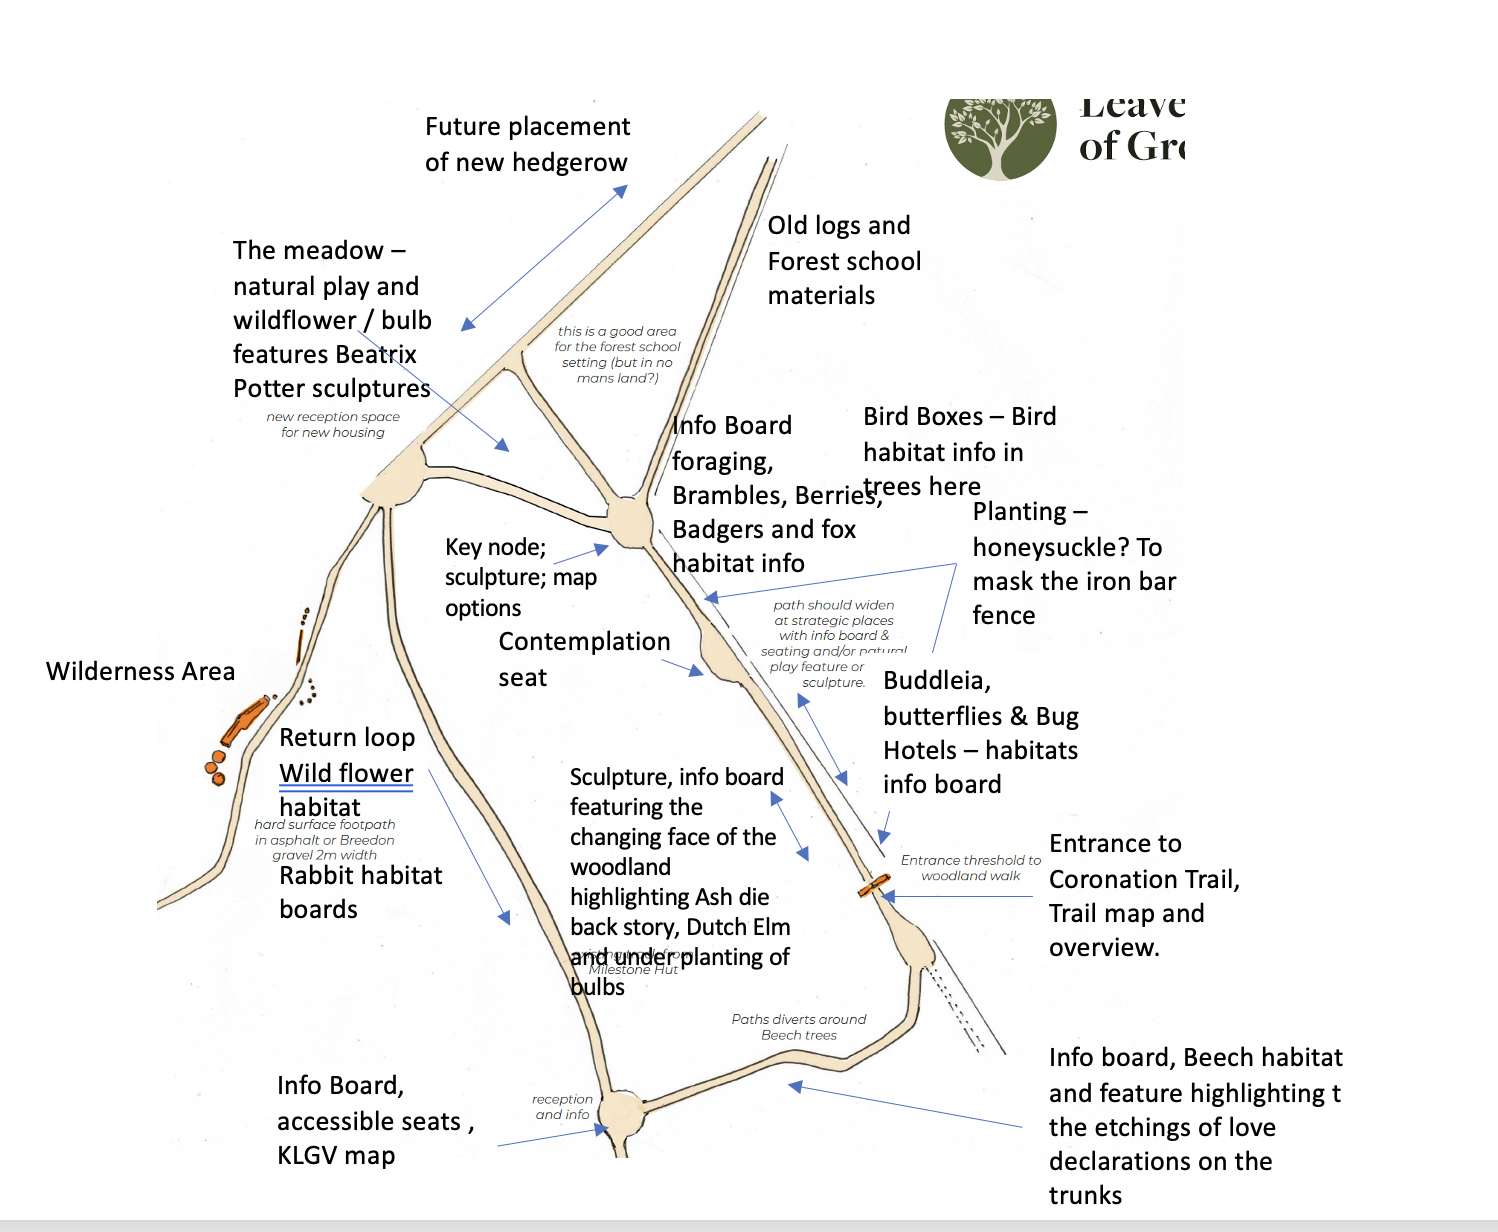 Leave
of Gr
Future placement
of new hedgerow
Old logs and
Forest school
materials
The meadow –
natural play and
wildflower / bulb
features Beatrix
Potter sculptures
new reception space
for new housing
this is a good area
for the forest school
setting (but in no
mans land?)
Info Board
foraging,
Brambles, Berries,
Badgers and fox
habitat info
Bird Boxes – Bird
habitat info in
trees here
Planting –
honeysuckle? To
mask the iron bar
fence
Key node;
sculpture; map
options
Contemplation
seat
path should widen
at strategic places
with info board &
seating and/or natural
play feature or
sculpture.
Wilderness Area
Buddleia,
butterflies & Bug
Hotels – habitats
info board
Return loop
Wild flower
habitat
hard surface footpath
in asphalt or Breedon
gravel 2m width
Rabbit habitat
boards
Sculpture, info board
featuring the
changing face of the
woodland
highlighting Ash die
back story, Dutch Elm
and under planting of
bulbs
existing track from
Milestone Hut
Entrance threshold to
woodland walk
Entrance to
Coronation Trail,
Trail map and
overview.
Paths diverts around
Beech trees
Info board, Beech habitat
and feature highlighting t
the etchings of love
declarations on the
trunks
reception
and info
Info Board,
accessible seats ,
KLGV map